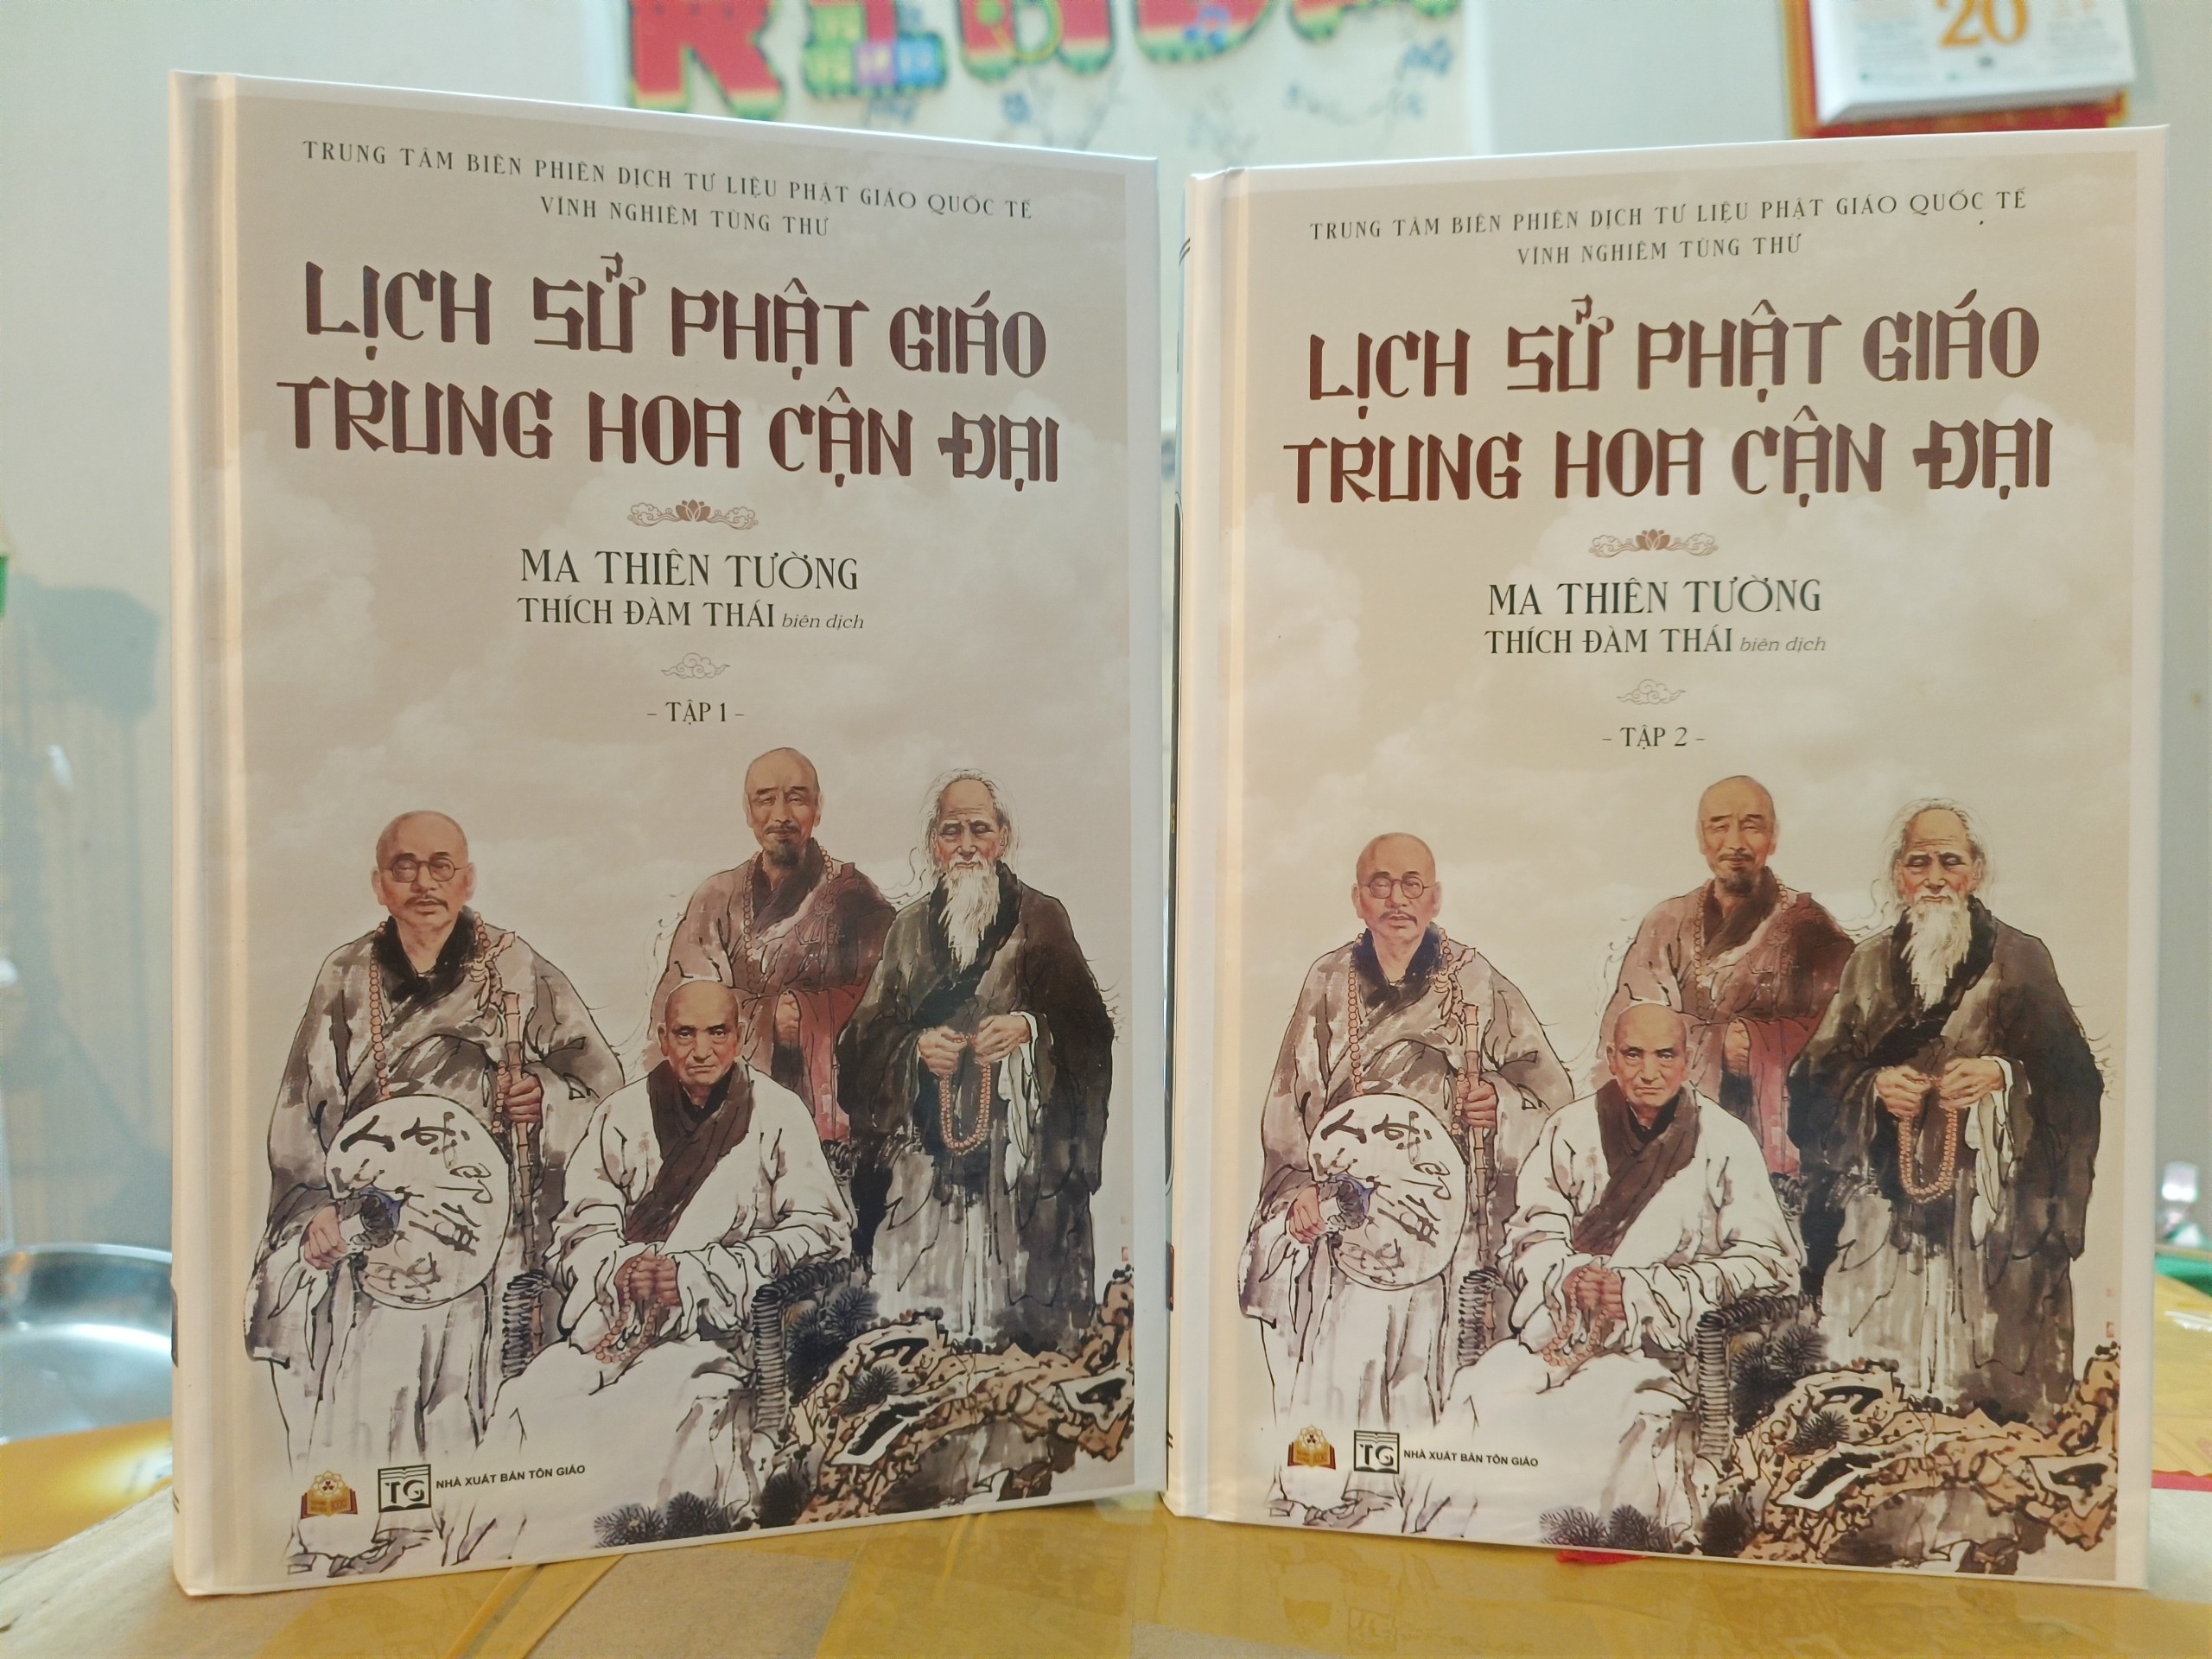 20
TRUNG TÂM BIÊN PHIÊN DỊCH TƯ LIỆU PHẬT GIÁO QUỐC TẾ
VĨNH NGHIÊM TÙNG THƯ
LỊCH SỬ PHẬT GIÁO
TRUNG HOA CẬN ĐẠI
MA THIÊN TƯỜNG
THÍCH ĐÀM THÁI biên dịch
– TẬP 1 –
TG NHÀ XUẤT BẢN TÔN GIÁO
TRUNG TÂM BIÊN PHIÊN DỊCH TƯ LIỆU PHẬT GIÁO QUỐC TẾ
VĨNH NGHIÊM TÙNG THƯ
LỊCH SỬ PHẬT GIÁO
TRUNG HOA CẬN ĐẠI
MA THIÊN TƯỜNG
THÍCH ĐÀM THÁI biên dịch
– TẬP 2 –
TG NHÀ XUẤT BẢN TÔN GIÁO